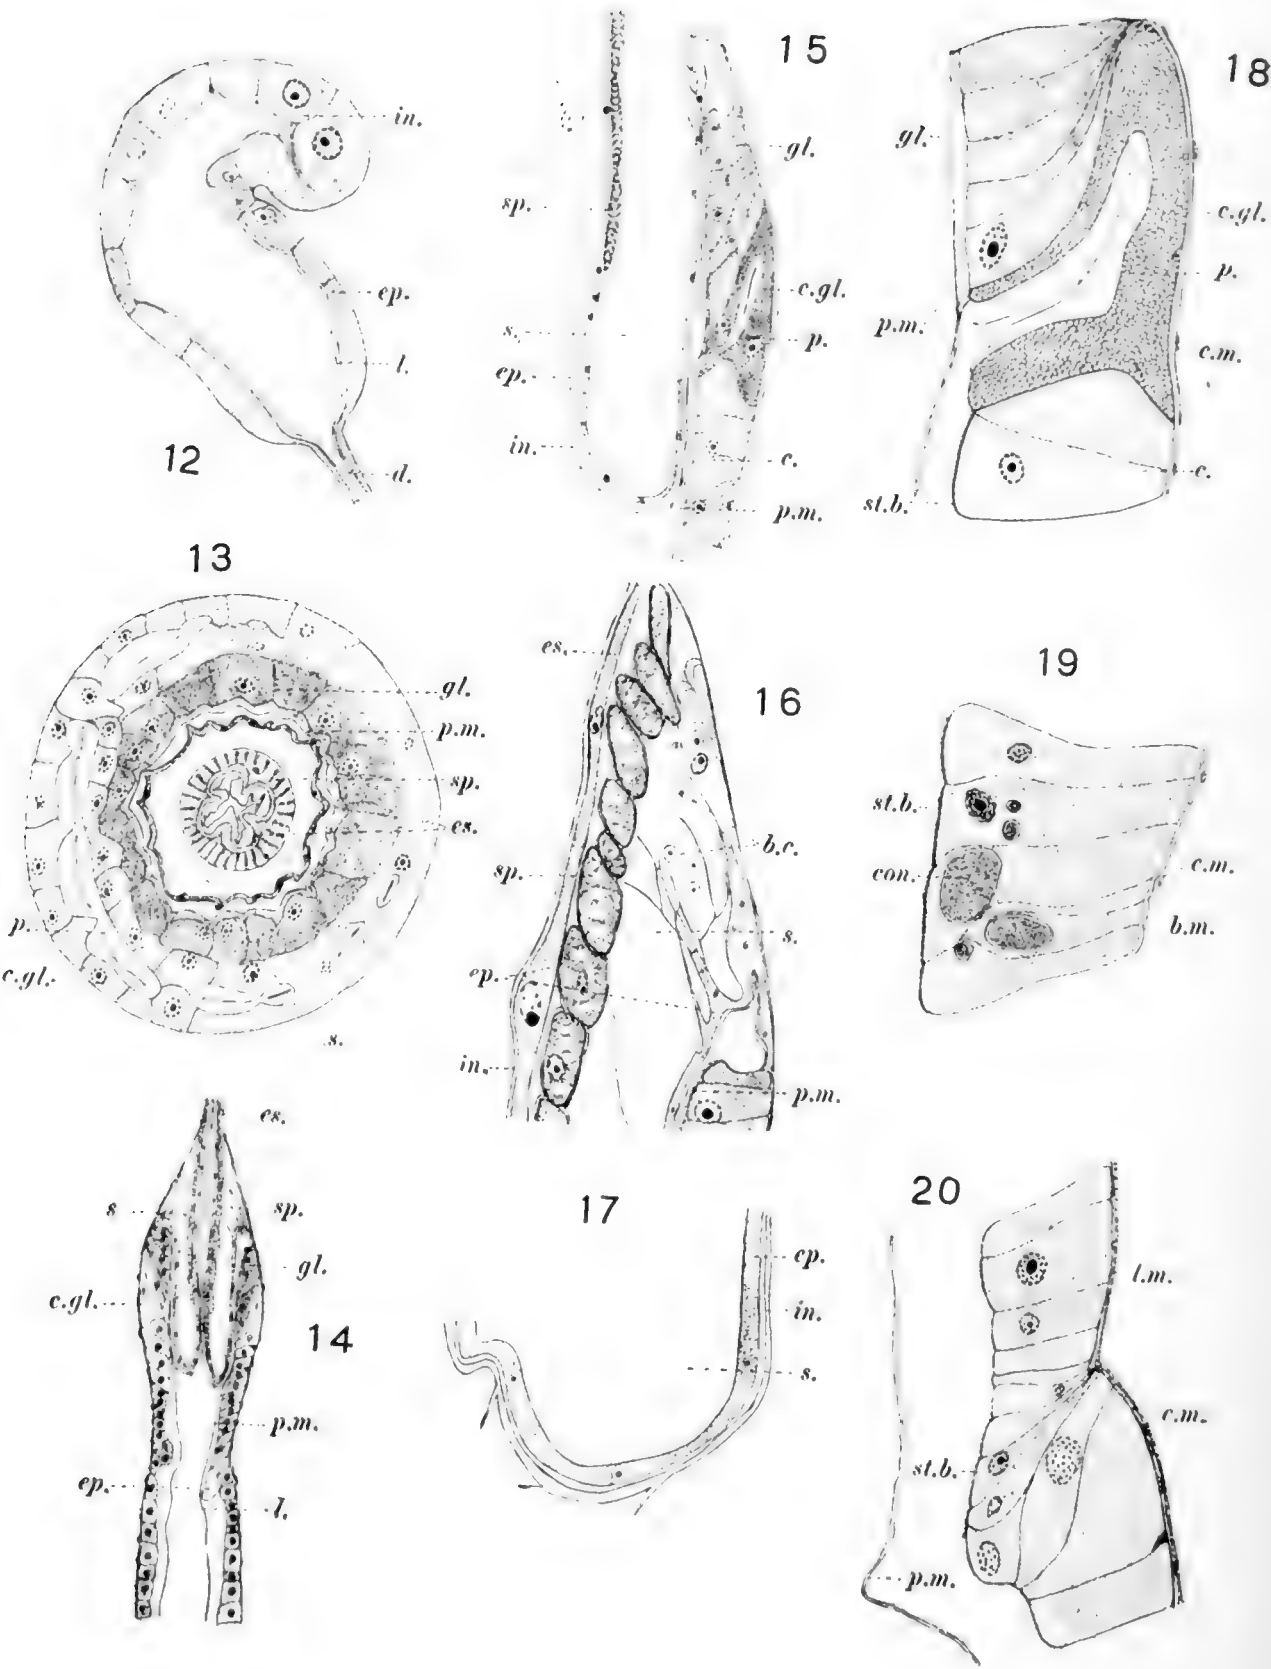 12
in.
ep.
l.
d.
15
sp.
s.
ep.
in.
gl.
c.gl.
p.
c.
p.m.
18
gl.
p.m.
st.b.
c.gl.
p.
c.m.
c.
13
gl.
p.m.
sp.
es.
p.
c.gl.
s.
16
es.
sp.
ep.
in.
b.c.
s.
p.m.
19
st.b.
con.
c.m.
b.m.
14
es.
s
sp.
gl.
c.gl.
p.m.
ep.
l.
17
ep.
in.
s.
20
l.m.
c.m.
st.b.
p.m.